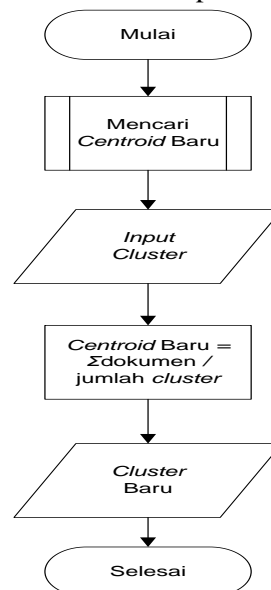 Mulai
Mencari
Centroid Baru
Input
Cluster
Centroid Baru =
Σdokumen /
jumlah cluster
Cluster
Baru
Selesai